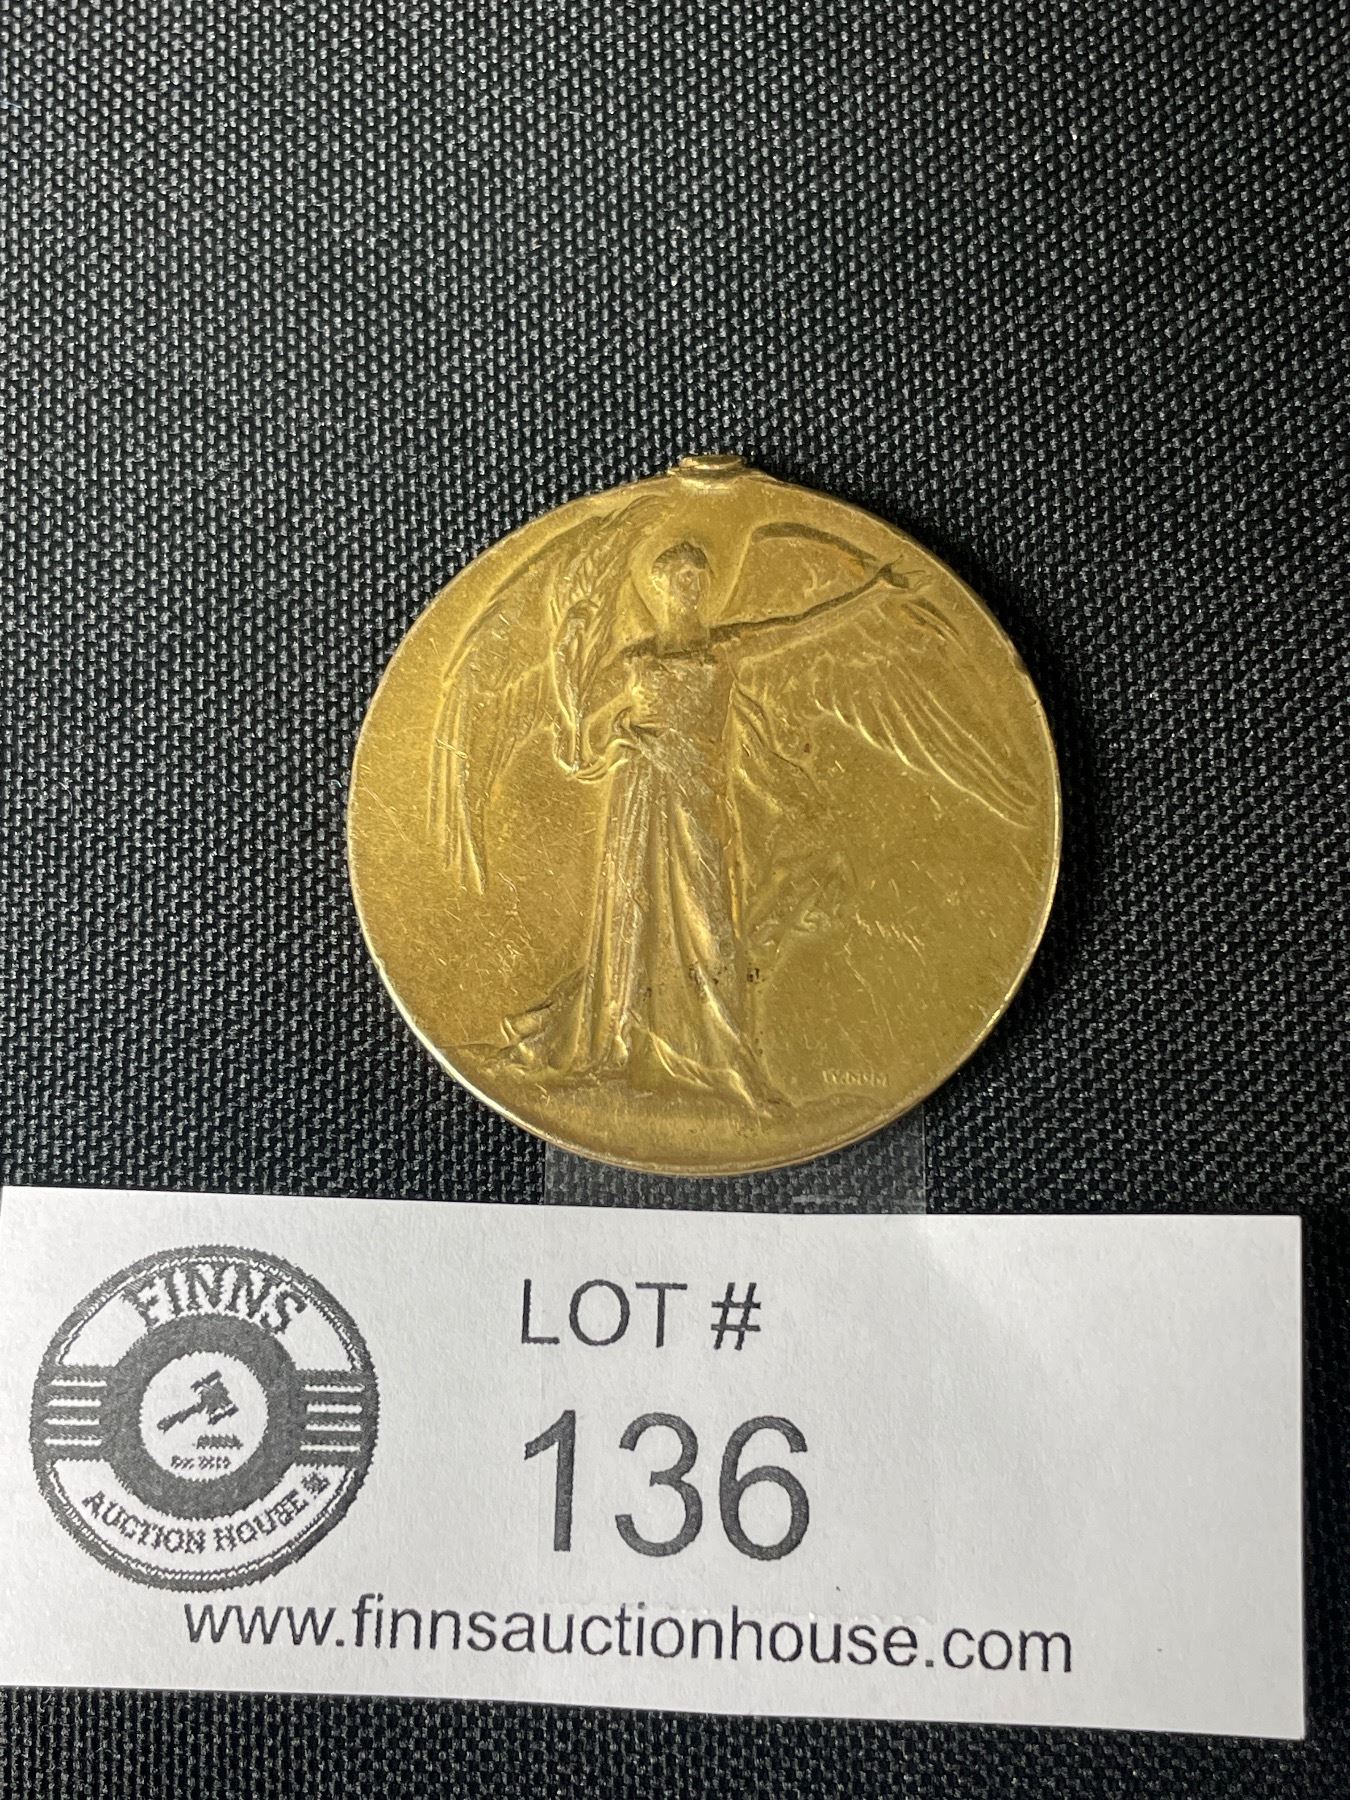 FINNS
AUCTION HOUSE
LOT #
136
www.finnsauctionhouse.com